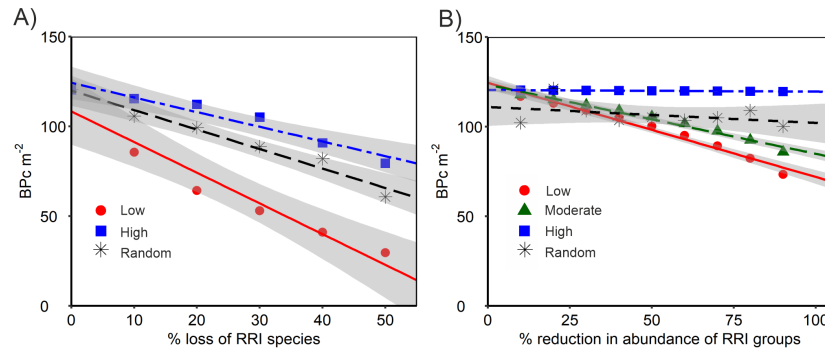 A)
BPc m⁻²
150
100
50
0
Low
High
Random
0 10 20 30 40 50
% loss of RRI species
B)
BPc m⁻²
150
100
50
0
Low
Moderate
High
Random
0 25 50 75 100
% reduction in abundance of RRI groups